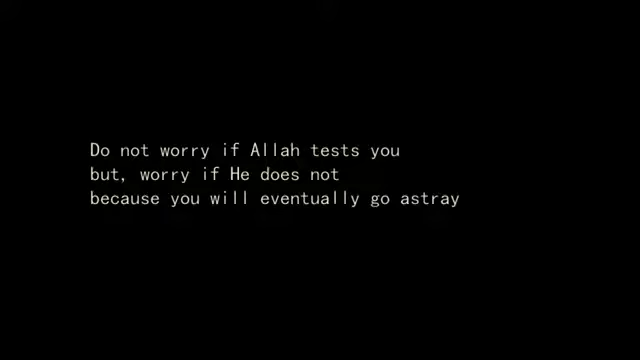 Do not worry if Allah tests you
but, worry if He does not
because you will eventually go astray